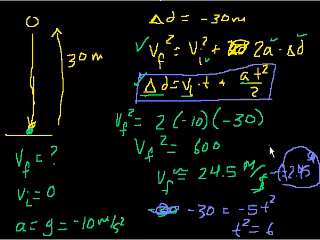 30m
Vf = ?
Vi = 0
a = g = -10 m/s²
Δd = -30m
Vf² = Vi² + 2a·Δd
Δd = Vi·t + at²/2
Vf² = 2(-10)(-30)
Vf² = 600
Vf ≈ 24.5 m/s
-30 = -5t²
t² = 6